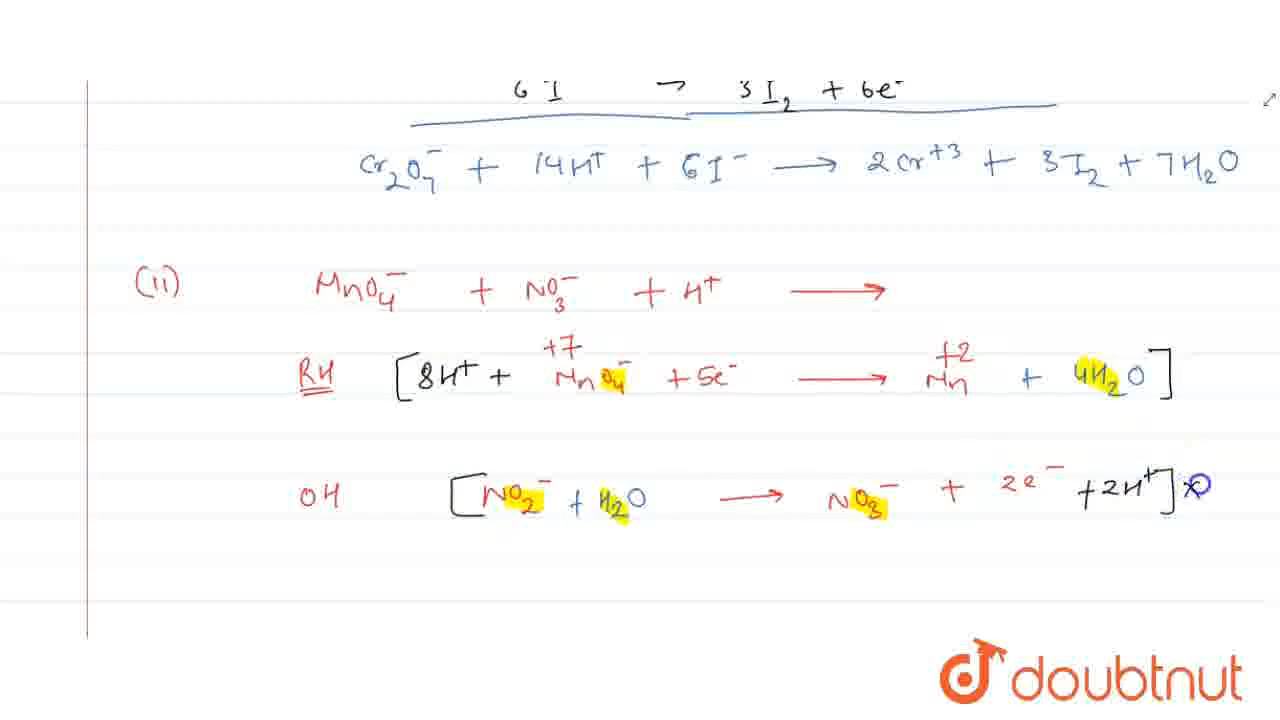 6 I⁻ → 3 I₂ + 6e⁻
Cr₂O₇⁻ + 14H⁺ + 6I⁻ → 2Cr⁺³ + 3I₂ + 7H₂O
(ii) MnO₄⁻ + NO₃⁻ + H⁺ →
+7 +2
RH [8H⁺ + MnO₄⁻ + 5e⁻ → Mn + 4H₂O]
OH [NO₂⁻ + H₂O → NO₃⁻ + 2e⁻ + 2H⁺] ×
doubtnut